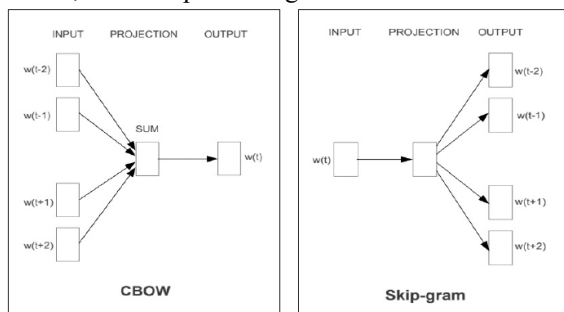 INPUT PROJECTION OUTPUT
w(t-2)
w(t-1)
SUM
w(t)
w(t+1)
w(t+2)
CBOW
INPUT PROJECTION OUTPUT
w(t-2)
w(t-1)
w(t)
w(t+1)
w(t+2)
Skip-gram